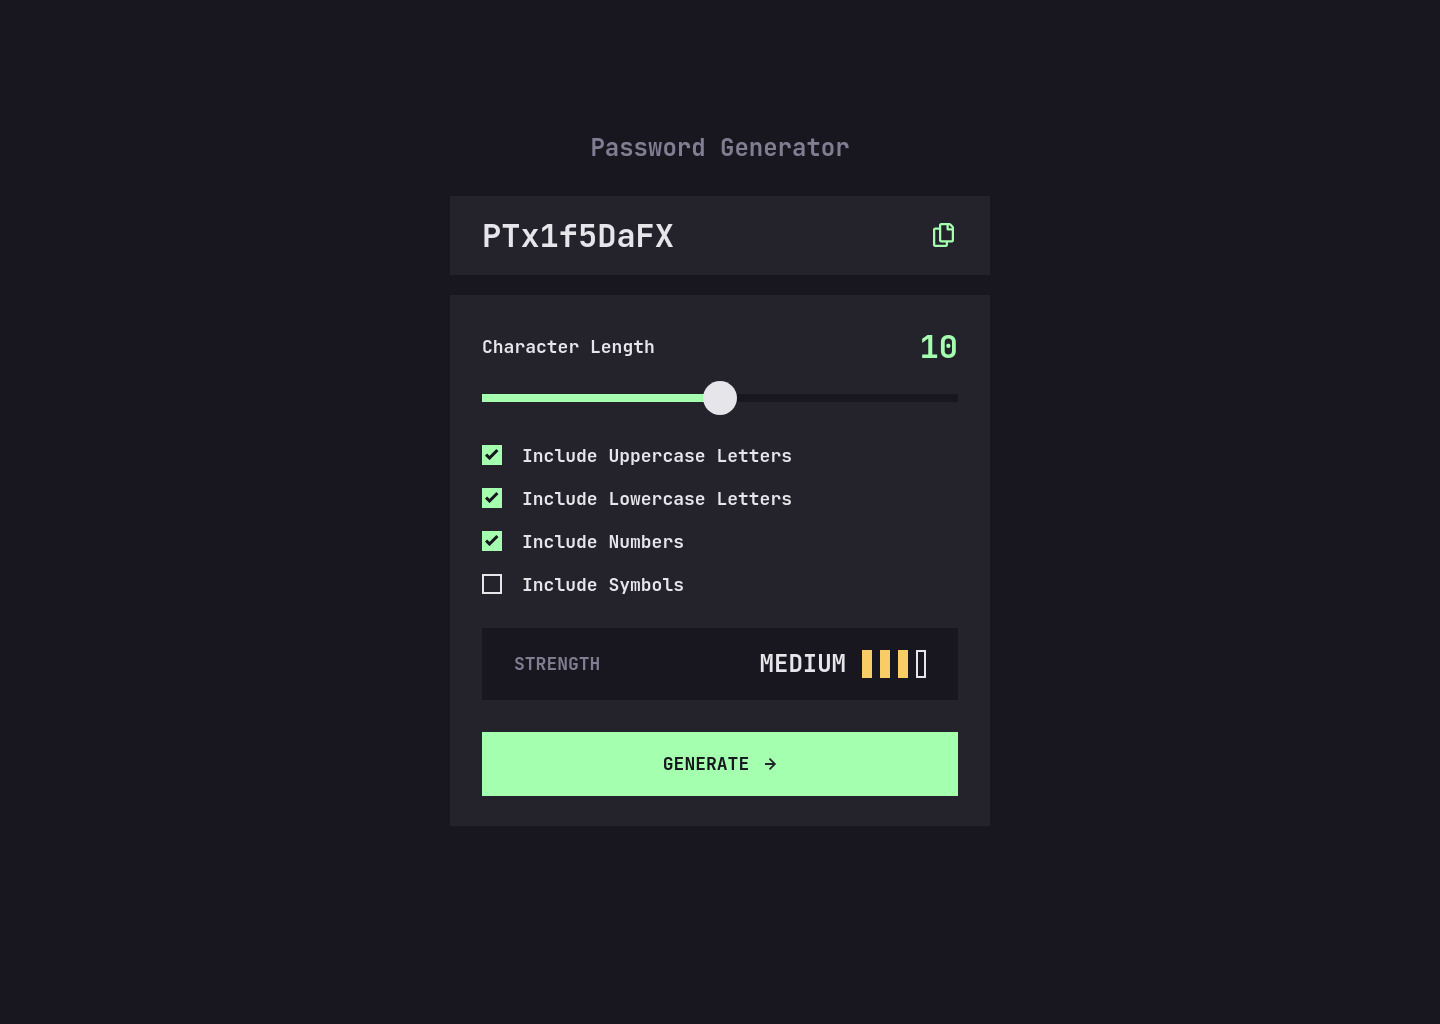 Password Generator
PTx1f5DaFX
Character Length 10
Include Uppercase Letters
Include Lowercase Letters
Include Numbers
Include Symbols
STRENGTH MEDIUM
GENERATE →